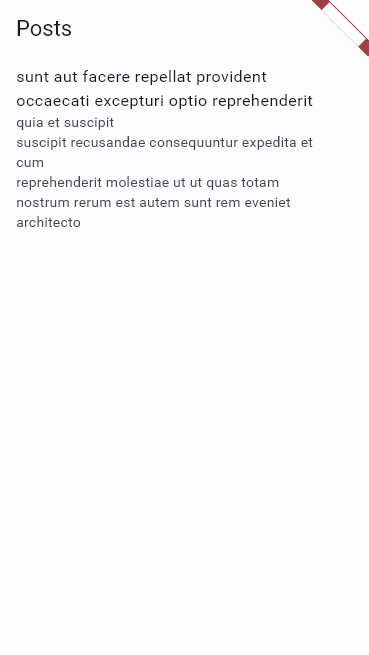 Posts
sunt aut facere repellat provident
occaecati excepturi optio reprehenderit
quia et suscipit
suscipit recusandae consequuntur expedita et
cum
reprehenderit molestiae ut ut quas totam
nostrum rerum est autem sunt rem eveniet
architecto